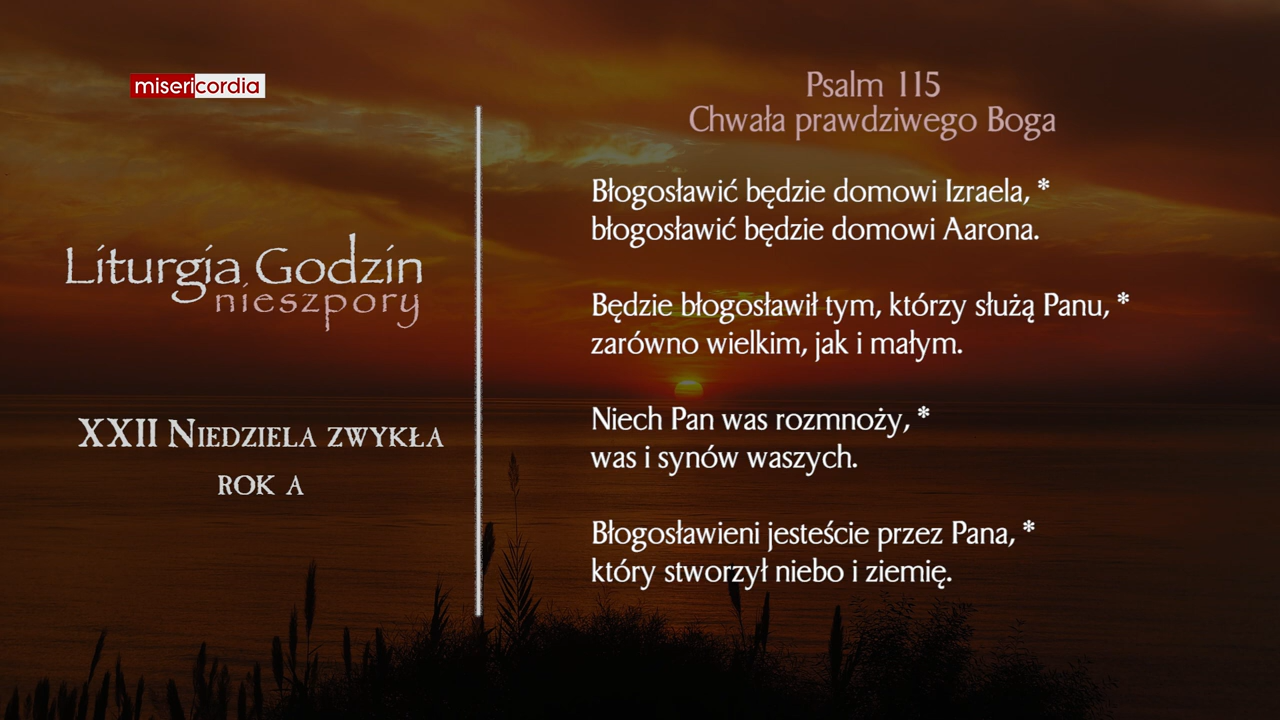 misericordia
Liturgia Godzin
nieszpory
XXII Niedziela zwykła
rok A
Psalm 115
Chwała prawdziwego Boga
Błogosławić będzie domowi Izraela, *
błogosławić będzie domowi Aarona.
Będzie błogosławił tym, którzy służą Panu, *
zarówno wielkim, jak i małym.
Niech Pan was rozmnoży, *
was i synów waszych.
Błogosławieni jesteście przez Pana, *
który stworzył niebo i ziemię.